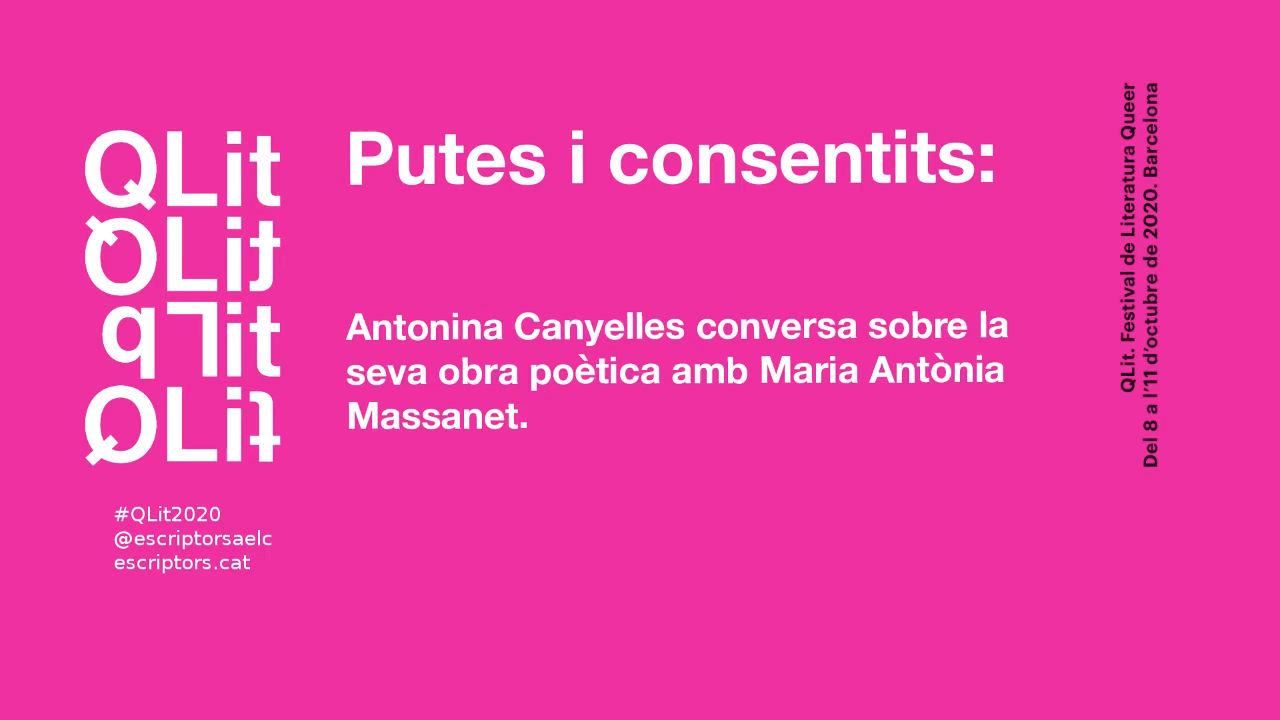 QLit
QLit
qLit
QLit
#QLit2020
@escriptorsaelc
escriptors.cat
Putes i consentits:
Antonina Canyelles conversa sobre la
seva obra poètica amb Maria Antònia
Massanet.
QLit. Festival de Literatura Queer
Del 8 a l'11 d'octubre de 2020. Barcelona